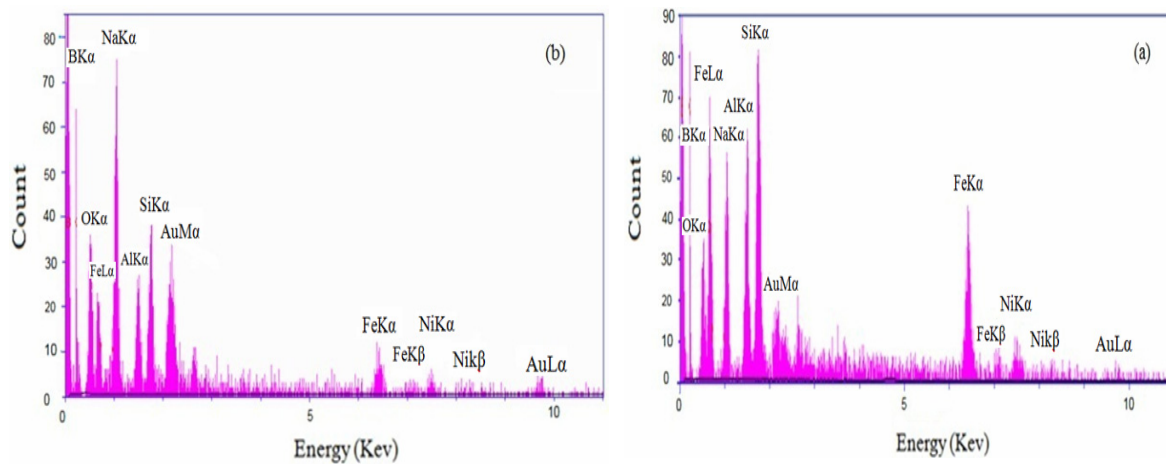 (b)
Count
80
70
60
50
40
30
20
10
0
BKα
NaKα
OKα
FeLα
AlKα
SiKα
AuMα
FeKα
FeKβ
NiKα
Nikβ
AuLα
0 5 10
Energy (Kev)
(a)
Count
90
80
70
60
50
40
30
20
10
0
SiKα
FeLα
AlKα
BKα
NaKα
OKα
AuMα
FeKα
FeKβ
NiKα
Nikβ
AuLα
0 5 10
Energy (Kev)